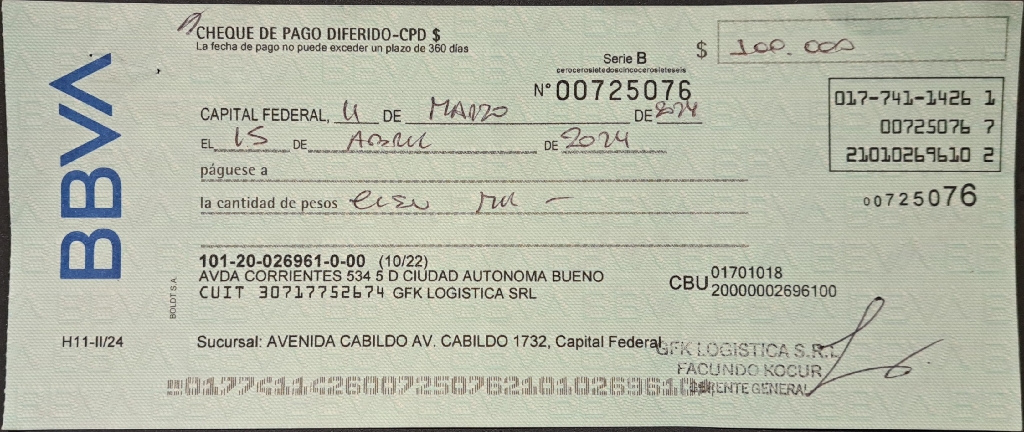 CHEQUE DE PAGO DIFERIDO-CPD $
La fecha de pago no puede exceder un plazo de 360 días
$ 100.000
Serie B
cerocerosietedoscincocerosieteseis
N° 00725076
BBVA
CAPITAL FEDERAL, 11 DE MARZO DE 2024
EL 15 DE ABRIL DE 2024
017-741-1426 1
00725076 7
21010269610 2
páguese a
la cantidad de pesos cien mil —
00725076
101-20-026961-0-00 (10/22)
AVDA CORRIENTES 534 5 D CIUDAD AUTONOMA BUENO
CUIT 30717752674 GFK LOGISTICA SRL
CBU 01701018
20000002696100
BOLDT S.A.
H11-II/24
Sucursal: AVENIDA CABILDO AV. CABILDO 1732, Capital Federal
GFK LOGISTICA S.R.L
FACUNDO KOCUR
GERENTE GENERAL